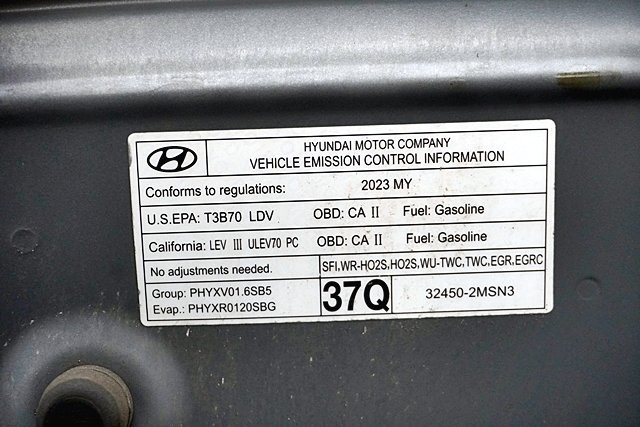 HYUNDAI MOTOR COMPANY
VEHICLE EMISSION CONTROL INFORMATION
Conforms to regulations: 2023 MY
U.S.EPA: T3B70 LDV OBD: CA II Fuel: Gasoline
California: LEV III ULEV70 PC OBD: CA II Fuel: Gasoline
No adjustments needed. SFI,WR-HO2S,HO2S,WU-TWC,TWC,EGR,EGRC
Group: PHYXV01.6SB5
Evap.: PHYXR0120SBG
37Q
32450-2MSN3